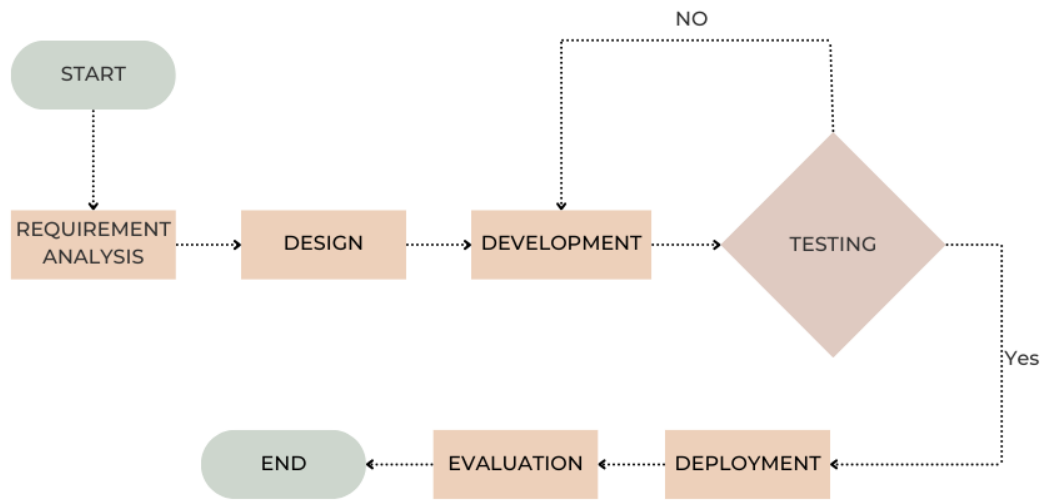 NO
START
REQUIREMENT
ANALYSIS
DESIGN
DEVELOPMENT
TESTING
Yes
END
EVALUATION
DEPLOYMENT